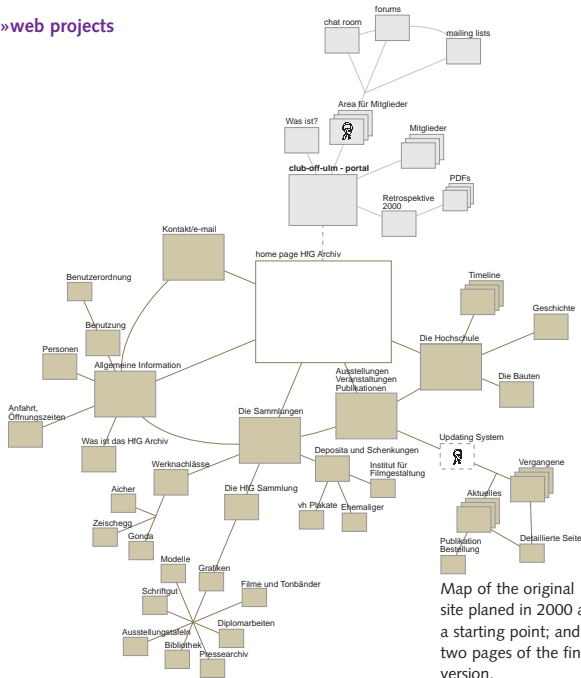 »web projects
forums
chat room
mailing lists
Area für Mitglieder
Was ist?
Mitglieder
club-off-ulm - portal
PDFs
Retrospektive
2000
Kontakt/e-mail
home page HfG Archiv
Benutzerordnung
Timeline
Geschichte
Benutzung
Die Hochschule
Personen
Allgemeine Information
Ausstellungen
Veranstaltungen
Publikationen
Die Bauten
Anfahrt,
Öffnungszeiten
Die Sammlungen
Was ist das HfG Archiv
Updating System
Deposita und Schenkungen
Werknachlässe
Institut für
Filmgestaltung
Vergangene
Aicher
Die HfG Sammlung
Aktuelles
vh Plakate
Ehemaliger
Zeischegg
Gonda
Publikation
Bestellung
Detaillierte Seite
Modelle
Grafiken
Filme und Tonbänder
Schriftgut
Diplomarbeiten
Ausstellungstafeln
Bibliothek
Pressearchiv
Map of the original
site planed in 2000 a
a starting point; and
two pages of the fin
version.